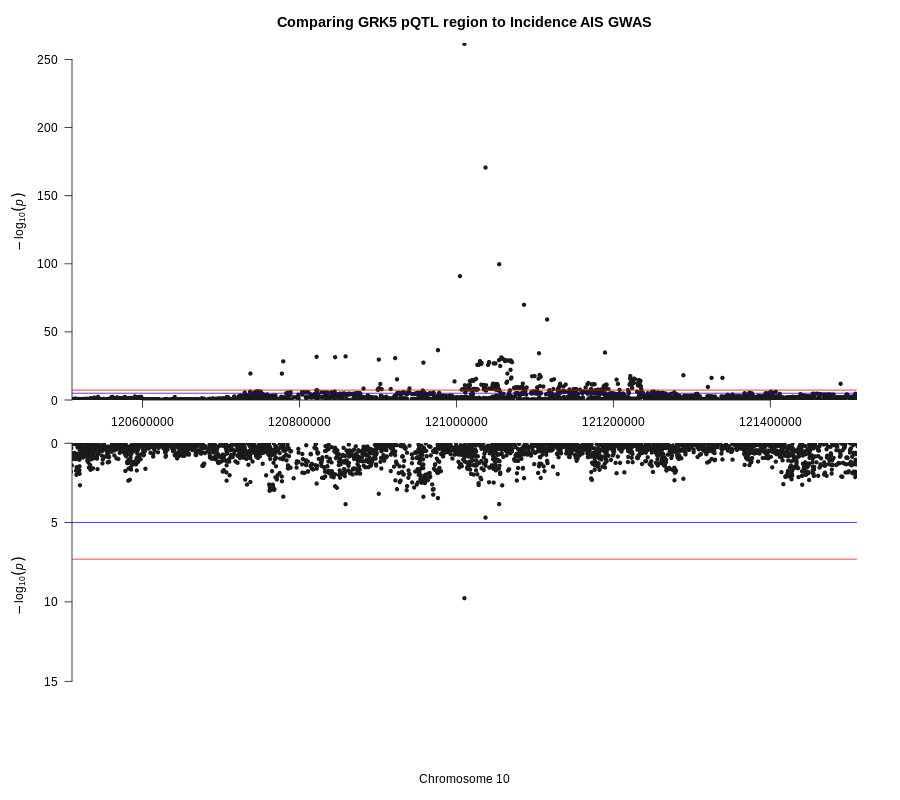 Comparing GRK5 pQTL region to Incidence AIS GWAS
250
200
150
100
50
0
− log10(p)
120600000 120800000 121000000 121200000 121400000
0
5
10
15
− log10(p)
Chromosome 10